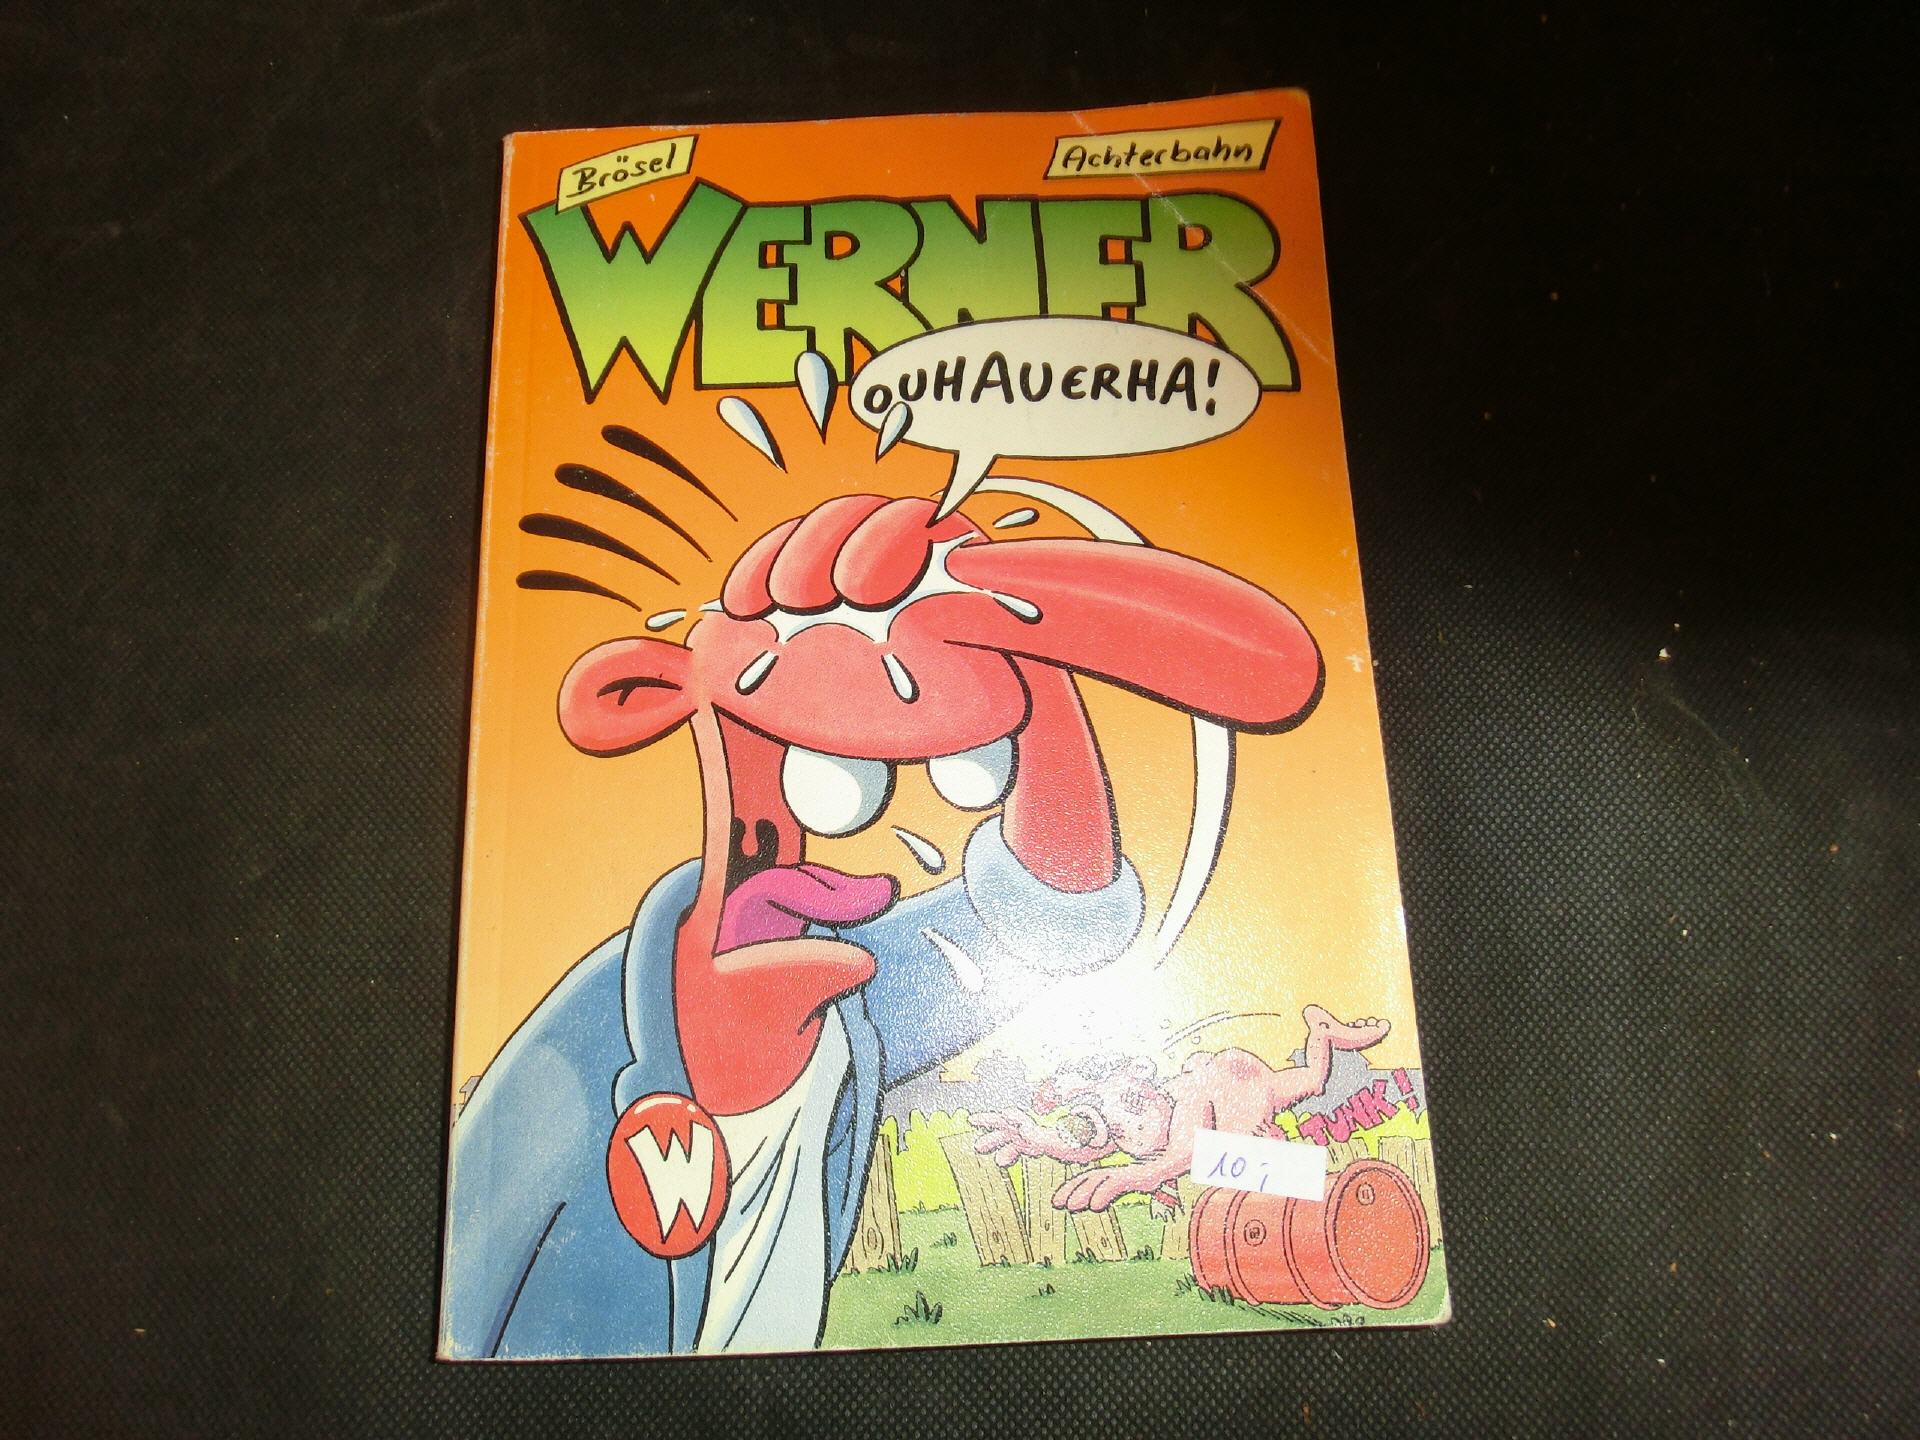 Brösel
Achterbahn
WERNER
OUHAUERHA!
W
TUNK!
10,-